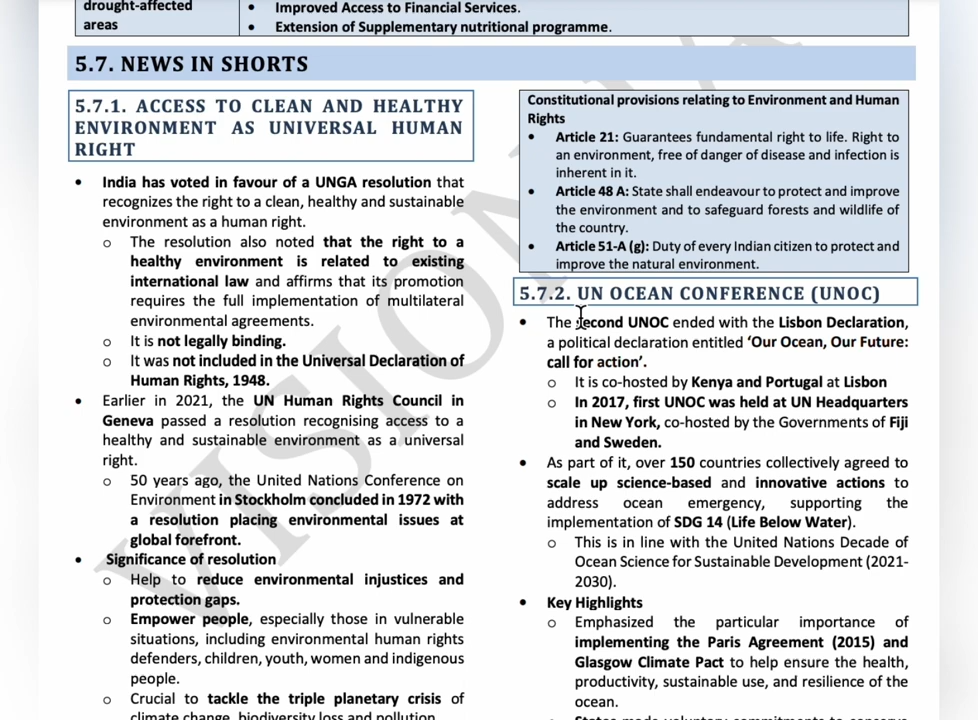 drought-affected
areas
• Improved Access to Financial Services.
• Extension of Supplementary nutritional programme.
5.7. NEWS IN SHORTS
5.7.1. ACCESS TO CLEAN AND HEALTHY
ENVIRONMENT AS UNIVERSAL HUMAN
RIGHT
• India has voted in favour of a UNGA resolution that
recognizes the right to a clean, healthy and sustainable
environment as a human right.
o The resolution also noted that the right to a
healthy environment is related to existing
international law and affirms that its promotion
requires the full implementation of multilateral
environmental agreements.
o It is not legally binding.
o It was not included in the Universal Declaration of
Human Rights, 1948.
• Earlier in 2021, the UN Human Rights Council in
Geneva passed a resolution recognising access to a
healthy and sustainable environment as a universal
right.
o 50 years ago, the United Nations Conference on
Environment in Stockholm concluded in 1972 with
a resolution placing environmental issues at
global forefront.
• Significance of resolution
o Help to reduce environmental injustices and
protection gaps.
o Empower people, especially those in vulnerable
situations, including environmental human rights
defenders, children, youth, women and indigenous
people.
o Crucial to tackle the triple planetary crisis of
climate change, biodiversity loss and pollution.
Constitutional provisions relating to Environment and Human
Rights
• Article 21: Guarantees fundamental right to life. Right to
an environment, free of danger of disease and infection is
inherent in it.
• Article 48 A: State shall endeavour to protect and improve
the environment and to safeguard forests and wildlife of
the country.
• Article 51-A (g): Duty of every Indian citizen to protect and
improve the natural environment.
5.7.2. UN OCEAN CONFERENCE (UNOC)
• The second UNOC ended with the Lisbon Declaration,
a political declaration entitled ‘Our Ocean, Our Future:
call for action’.
o It is co-hosted by Kenya and Portugal at Lisbon
o In 2017, first UNOC was held at UN Headquarters
in New York, co-hosted by the Governments of Fiji
and Sweden.
• As part of it, over 150 countries collectively agreed to
scale up science-based and innovative actions to
address ocean emergency, supporting the
implementation of SDG 14 (Life Below Water).
o This is in line with the United Nations Decade of
Ocean Science for Sustainable Development (2021-
2030).
• Key Highlights
o Emphasized the particular importance of
implementing the Paris Agreement (2015) and
Glasgow Climate Pact to help ensure the health,
productivity, sustainable use, and resilience of the
ocean.
o States made voluntary commitments to conserve